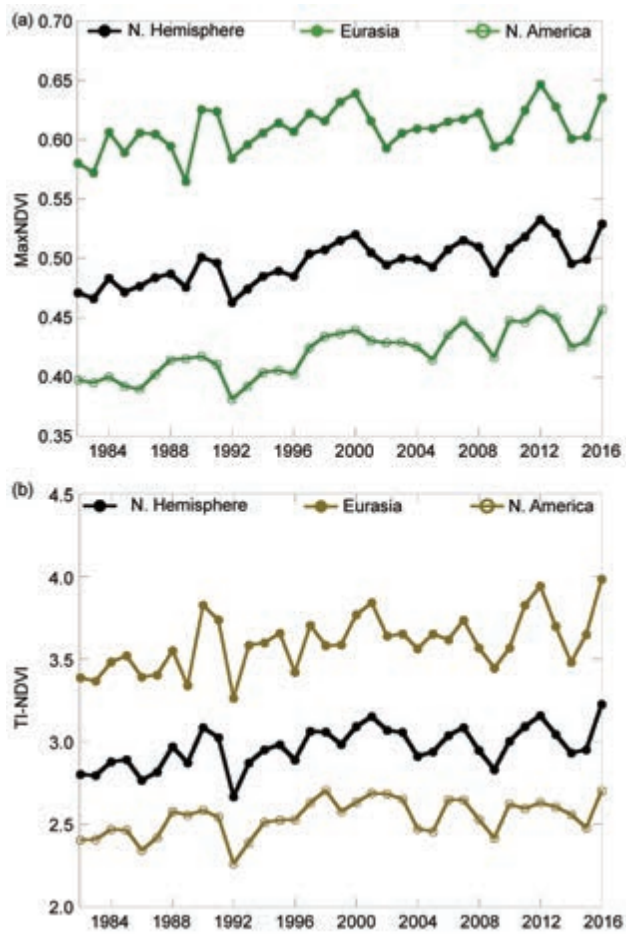 (a)
N. Hemisphere Eurasia N. America
0.70
0.65
0.60
0.55
0.50
0.45
0.40
0.35
MaxNDVI
1984 1988 1992 1996 2000 2004 2008 2012 2016
(b)
N. Hemisphere Eurasia N. America
4.5
4.0
3.5
3.0
2.5
2.0
TI-NDVI
1984 1988 1992 1996 2000 2004 2008 2012 2016